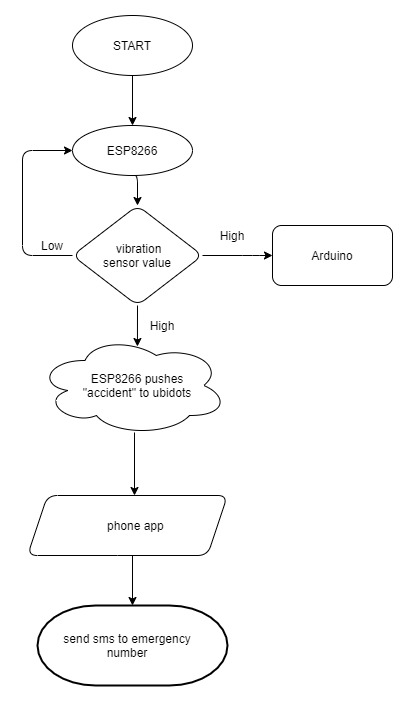 START
ESP8266
vibration
sensor value
Low
High
Arduino
High
ESP8266 pushes
"accident" to ubidots
phone app
send sms to emergency
number